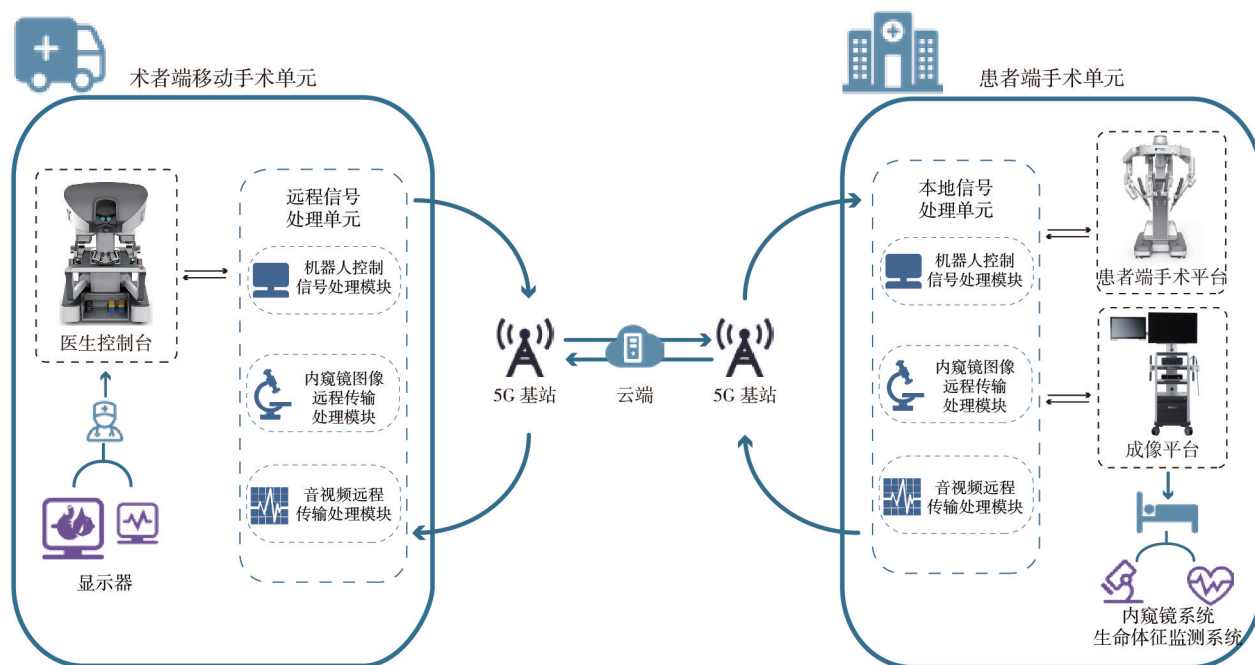 术者端移动手术单元
远程信号
处理单元
机器人控制
信号处理模块
医生控制台
内窥镜图像
远程传输
处理模块
音视频远程
传输处理模块
显示器
5G 基站
云端
5G 基站
患者端手术单元
本地信号
处理单元
机器人控制
信号处理模块
内窥镜图像
远程传输
处理模块
音视频远程
传输处理模块
患者端手术平台
成像平台
内窥镜系统
生命体征监测系统